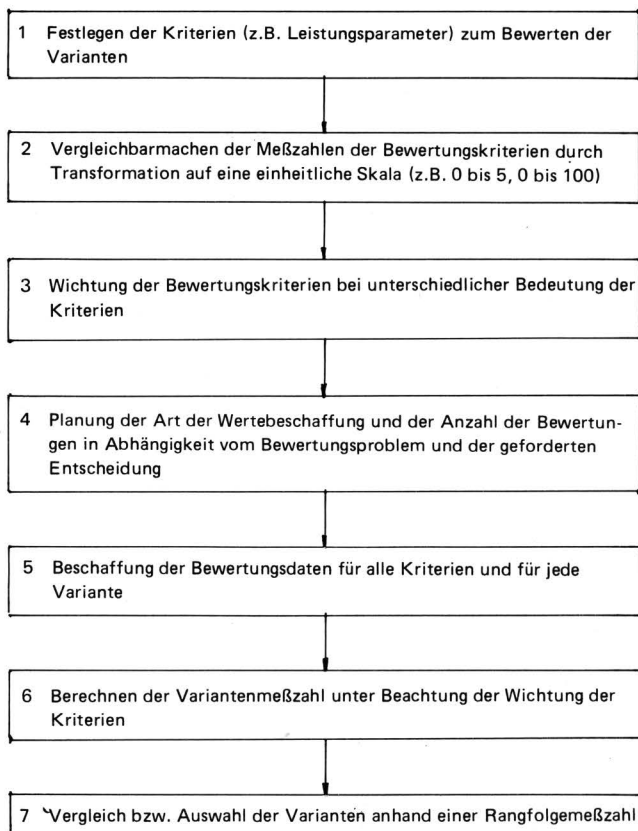 1 Festlegen der Kriterien (z.B. Leistungsparameter) zum Bewerten der
Varianten
2 Vergleichbarmachen der Meßzahlen der Bewertungskriterien durch
Transformation auf eine einheitliche Skala (z.B. 0 bis 5, 0 bis 100)
3 Wichtung der Bewertungskriterien bei unterschiedlicher Bedeutung der
Kriterien
4 Planung der Art der Wertebeschaffung und der Anzahl der Bewertun-
gen in Abhängigkeit vom Bewertungsproblem und der geforderten
Entscheidung
5 Beschaffung der Bewertungsdaten für alle Kriterien und für jede
Variante
6 Berechnen der Variantenmeßzahl unter Beachtung der Wichtung der
Kriterien
7 Vergleich bzw. Auswahl der Varianten anhand einer Rangfolgemeßzahl